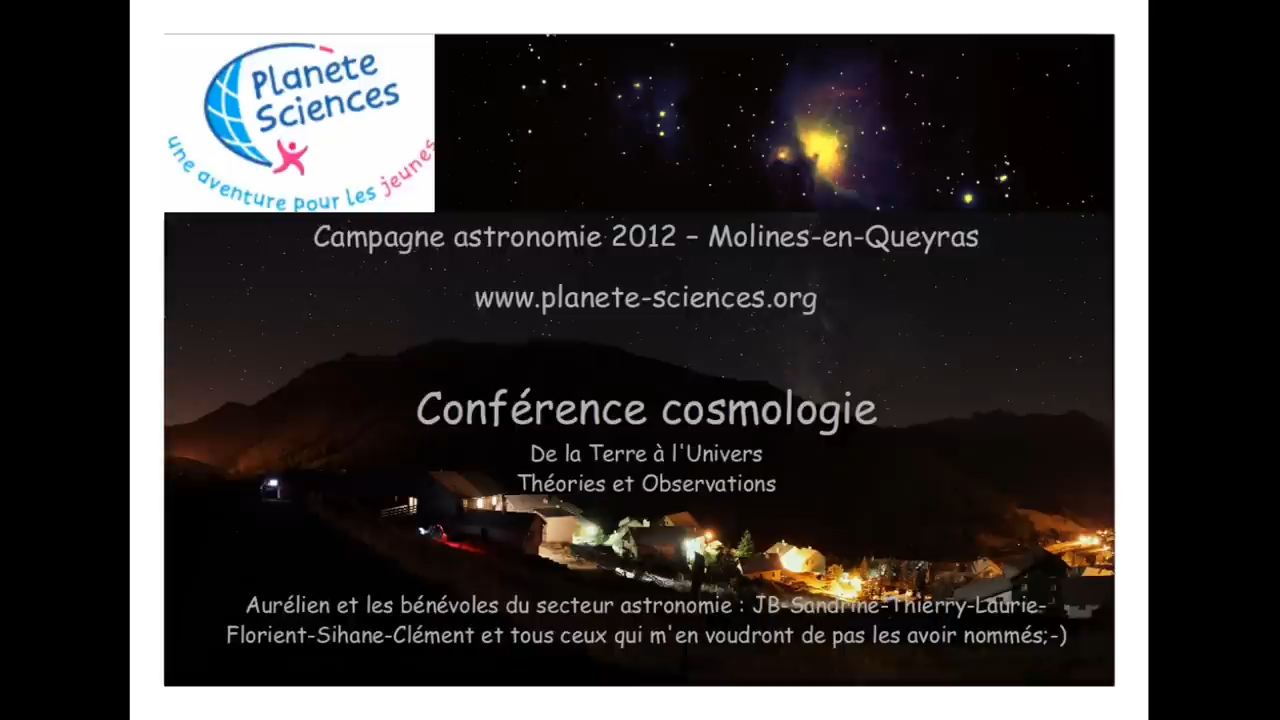 Planète
Sciences
une aventure pour les jeunes
Campagne astronomie 2012 – Molines-en-Queyras
www.planete-sciences.org
Conférence cosmologie
De la Terre à l'Univers
Théories et Observations
Aurélien et les bénévoles du secteur astronomie : JB-Sandrine-Thierry-Laurie-
Florient-Sihane-Clément et tous ceux qui m'en voudront de pas les avoir nommés;-)